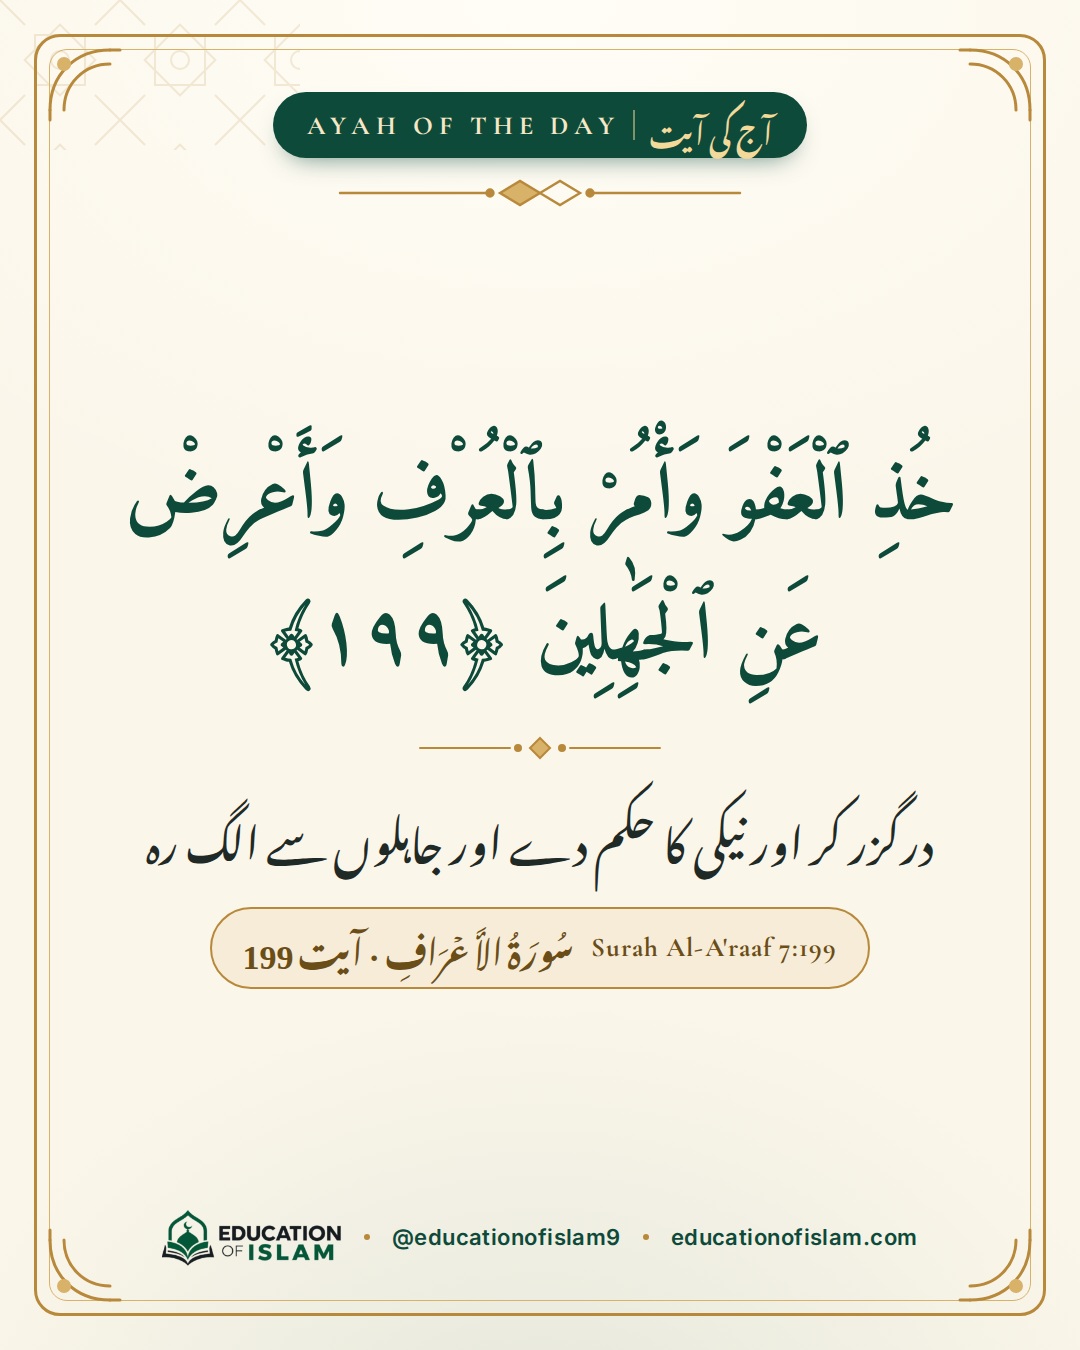 AYAH OF THE DAY | آج کی آیت
خُذِ ٱلْعَفْوَ وَأْمُرْ بِٱلْعُرْفِ وَأَعْرِضْ
عَنِ ٱلْجَٰهِلِينَ ﴿١٩٩﴾
درگزر کر اور نیکی کا حکم دے اور جاہلوں سے الگ رہ
سُورَةُ الأَعۡرَافِ · آیت 199 Surah Al-A'raaf 7:199
EDUCATION OF ISLAM • @educationofislam9 • educationofislam.com